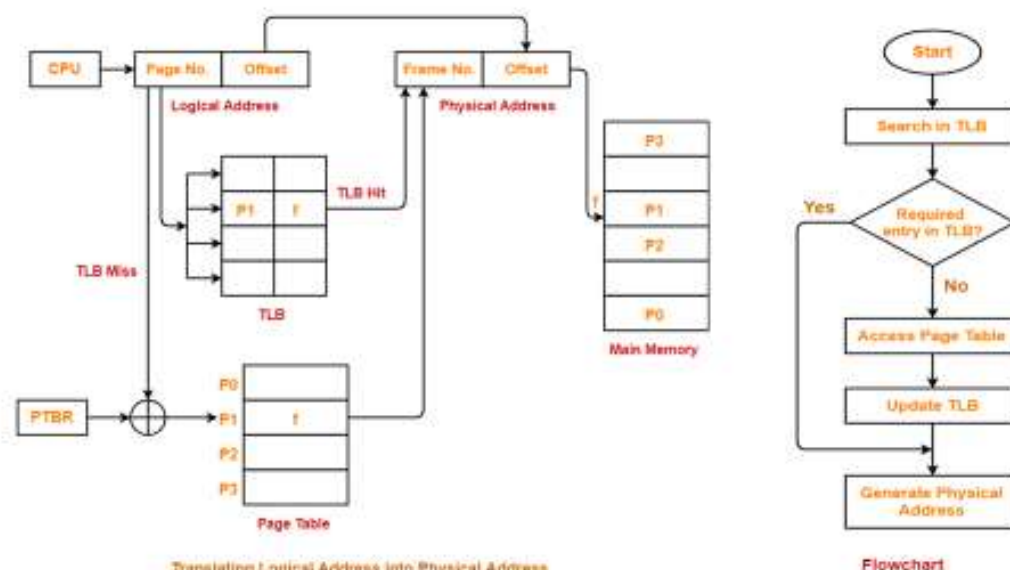 CPU
Page No.
Offset
Logical Address
Frame No.
Offset
Physical Address
P1
f
TLB Hit
TLB
TLB Miss
PTBR
P0
P1
f
P2
P3
Page Table
f
P3
P1
P2
P0
Main Memory
Translating Logical Address into Physical Address
Start
Search in TLB
Required
entry in TLB?
Yes
No
Access Page Table
Update TLB
Generate Physical
Address
Flowchart